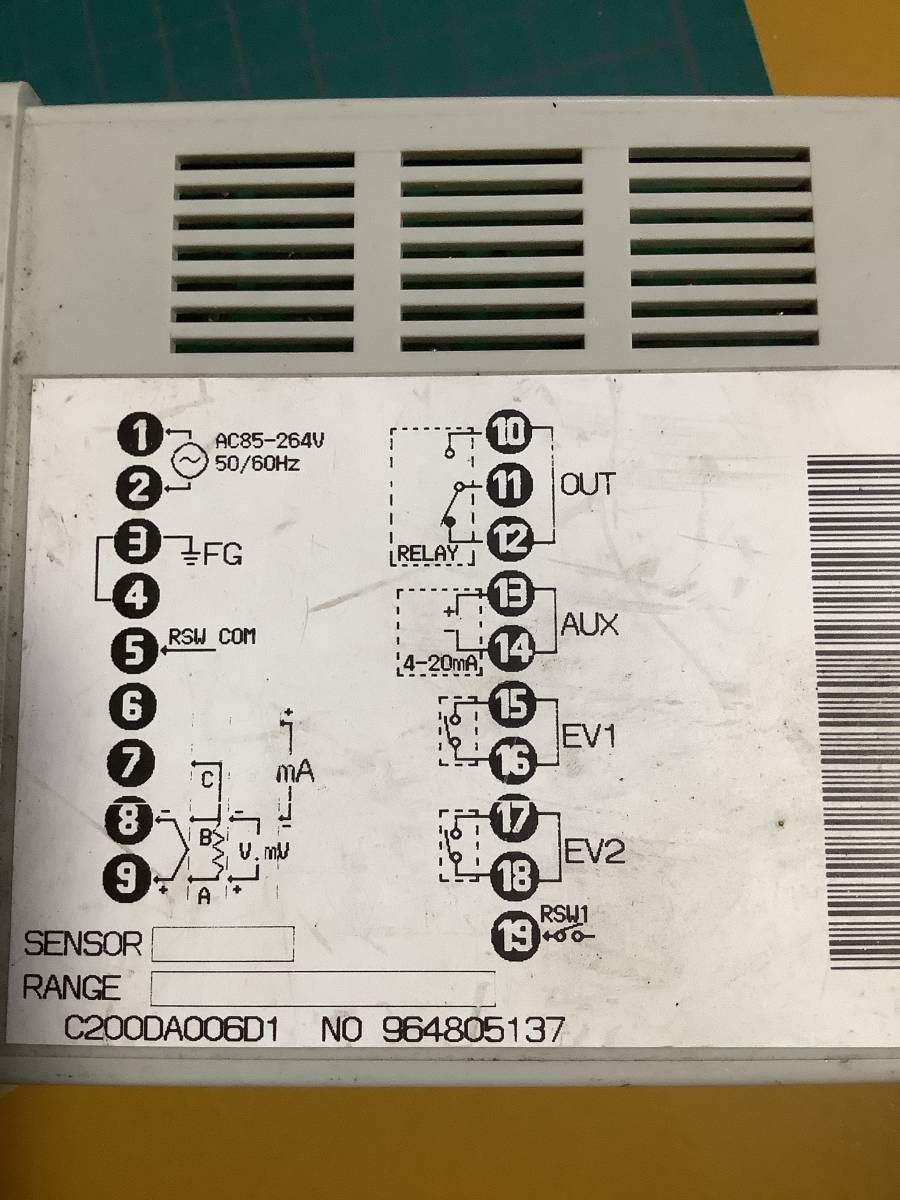 1
AC85-264V
2
50/60Hz
3
FG
4
5
RSW COM
6
7
C
+
mA
8
-
B
-
-
V.mV
9
+
A
+
10
11
OUT
12
RELAY
13
+
AUX
14
-
4-20mA
15
EV1
16
17
EV2
18
19
RSW1
SENSOR
RANGE
C200DA006D1 NO 964805137